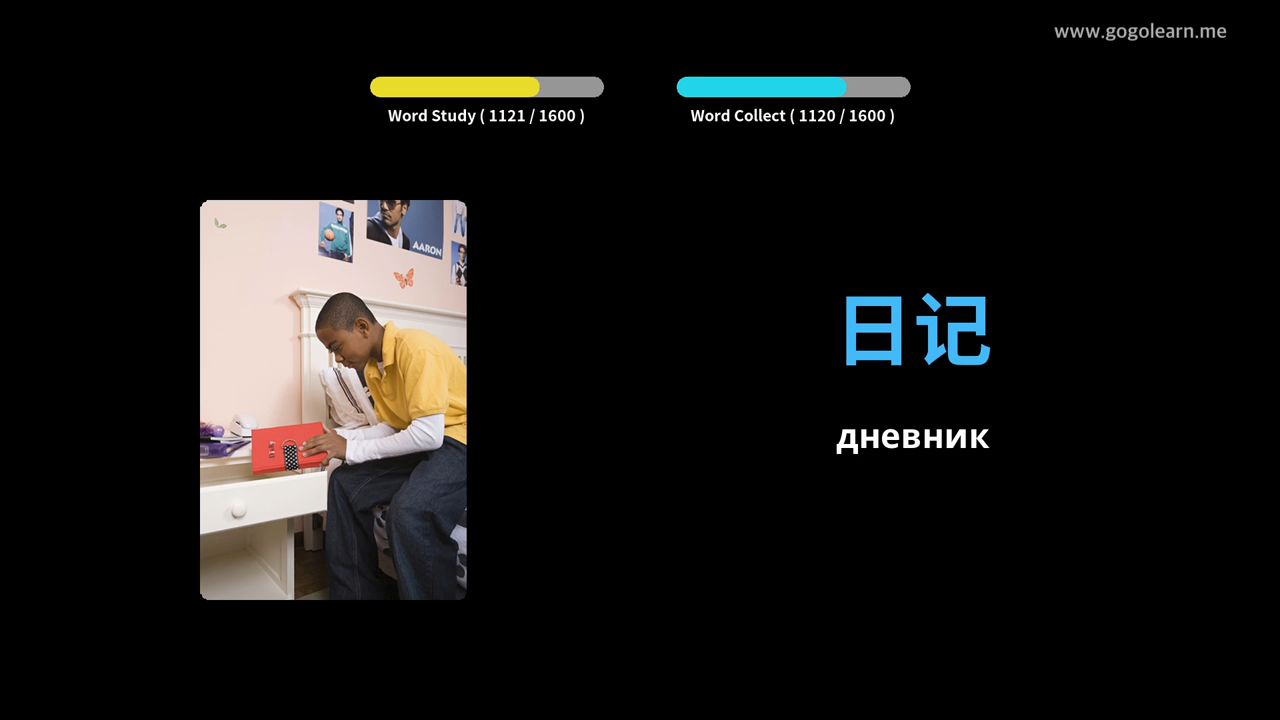 www.gogolearn.me
Word Study ( 1121 / 1600 )
Word Collect ( 1120 / 1600 )
AARON
日记
дневник